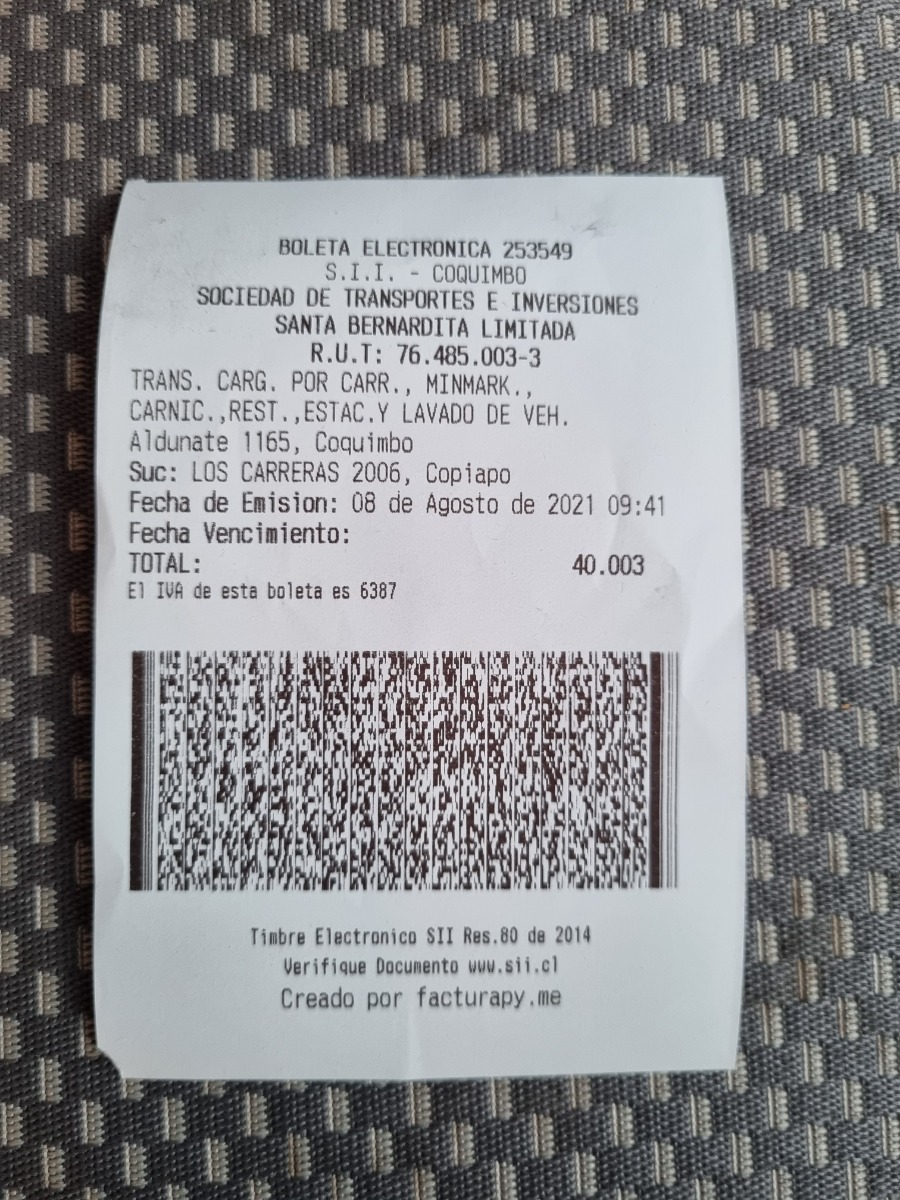 BOLETA ELECTRONICA 253549
S.I.I. - COQUIMBO
SOCIEDAD DE TRANSPORTES E INVERSIONES
SANTA BERNARDITA LIMITADA
R.U.T: 76.485.003-3
TRANS. CARG. POR CARR., MINMARK.,
CARNIC.,REST.,ESTAC.Y LAVADO DE VEH.
Aldunate 1165, Coquimbo
Suc: LOS CARRERAS 2006, Copiapo
Fecha de Emision: 08 de Agosto de 2021 09:41
Fecha Vencimiento:
TOTAL: 40.003
El IVA de esta boleta es 6387
Timbre Electronico SII Res.80 de 2014
Verifique Documento www.sii.cl
Creado por facturapy.me